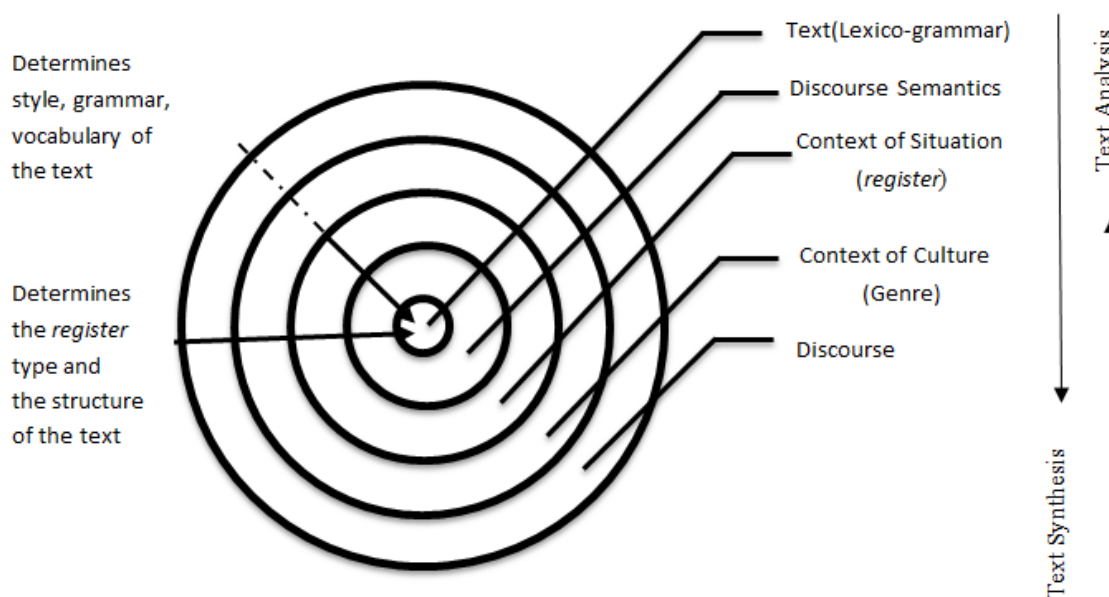 Determines
style, grammar,
vocabulary of
the text
Determines
the register
type and
the structure
of the text
Text(Lexico-grammar)
Discourse Semantics
Context of Situation
(register)
Context of Culture
(Genre)
Discourse
Text Analysis
Text Synthesis